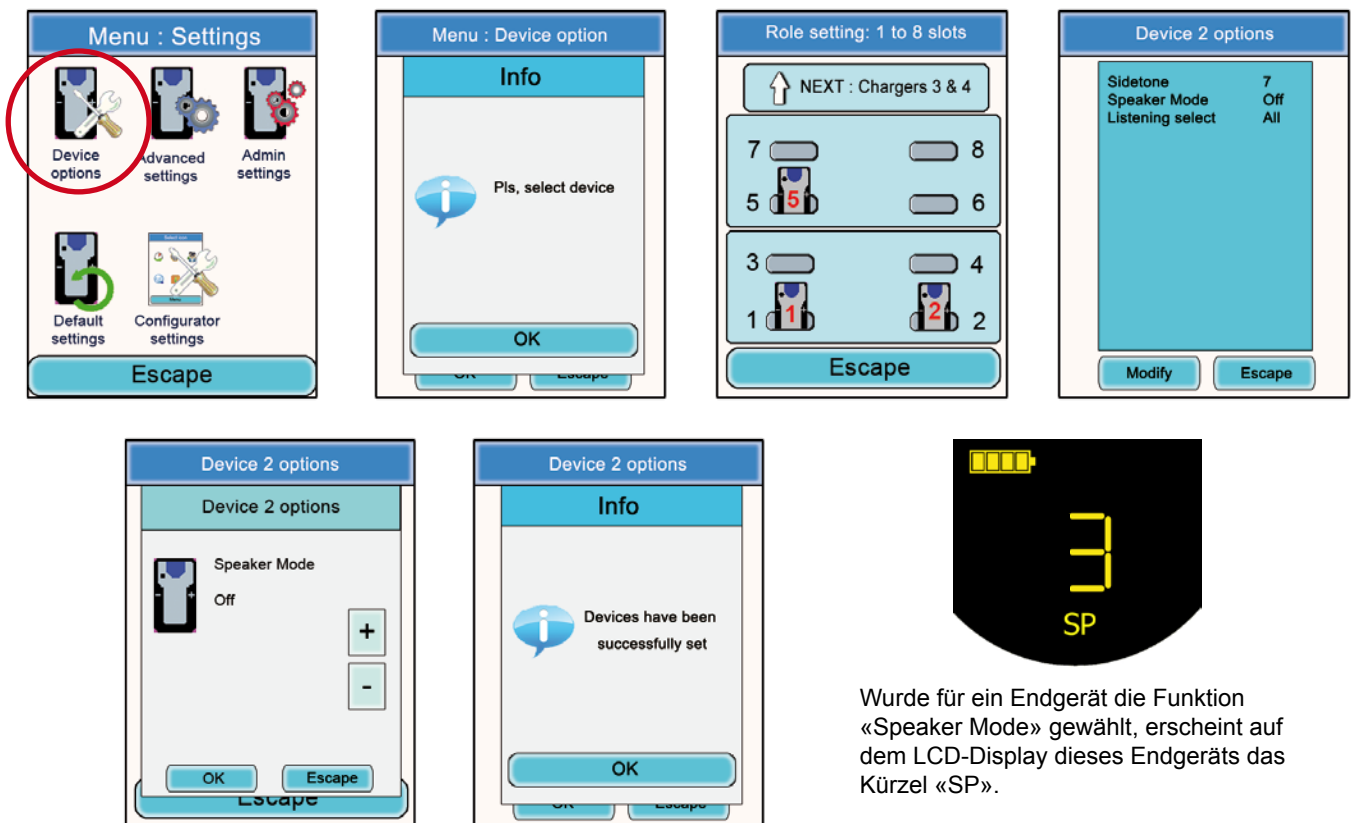 Menu : Settings
Device
options
Advanced
settings
Admin
settings
Default
settings
Configurator
settings
Escape
Menu : Device option
Info
Pls, select device
OK
OK
Escape
Role setting: 1 to 8 slots
NEXT : Chargers 3 & 4
7
8
5
5
6
3
4
1
1
2
2
Escape
Device 2 options
Sidetone 7
Speaker Mode Off
Listening select All
Modify
Escape
Device 2 options
Device 2 options
Speaker Mode
Off
+
-
OK
Escape
Escape
Device 2 options
Info
Devices have been
successfully set
OK
OK
Escape
3
SP
Wurde für ein Endgerät die Funktion
«Speaker Mode» gewählt, erscheint auf
dem LCD-Display dieses Endgeräts das
Kürzel «SP».